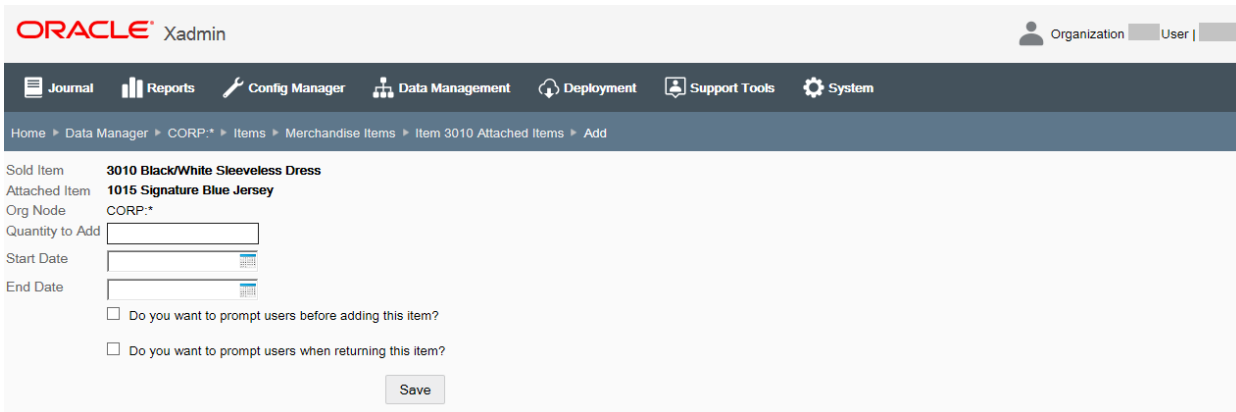 ORACLE Xadmin
Organization User |
Journal Reports Config Manager Data Management Deployment Support Tools System
Home Data Manager CORP:* Items Merchandise Items Item 3010 Attached Items Add
Sold Item 3010 Black/White Sleeveless Dress
Attached Item 1015 Signature Blue Jersey
Org Node CORP:*
Quantity to Add
Start Date
End Date
Do you want to prompt users before adding this item?
Do you want to prompt users when returning this item?
Save